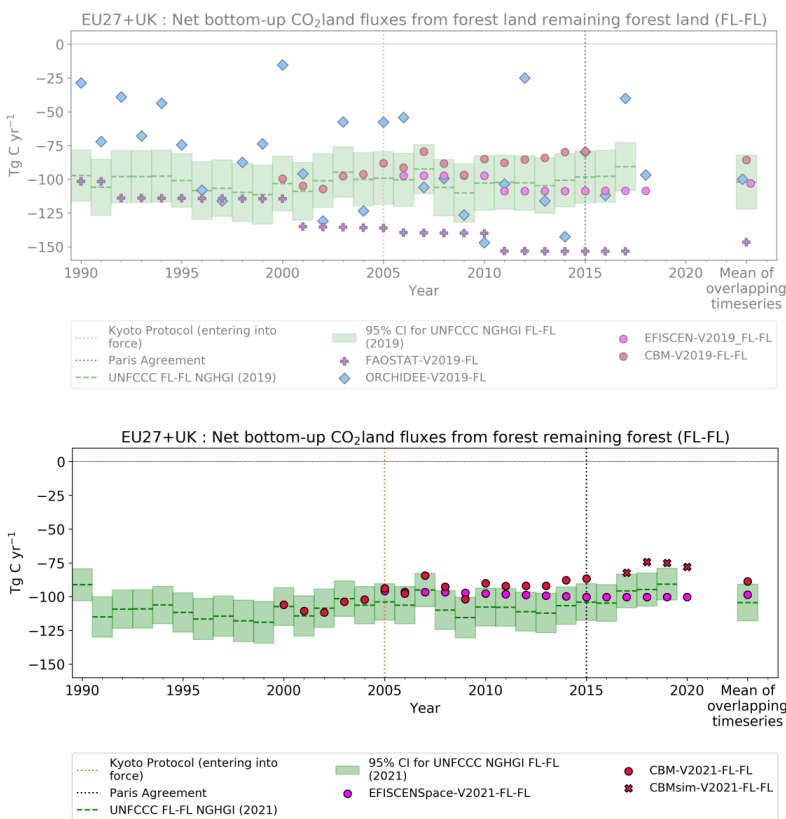 EU27+UK : Net bottom-up CO₂land fluxes from forest land remaining forest land (FL-FL)
0
−25
−50
−75
−100
−125
−150
Tg C yr⁻¹
1990 1995 2000 2005 2010 2015 2020 Mean of
overlapping
timeseries
Year
Kyoto Protocol (entering into
force)
Paris Agreement
UNFCCC FL-FL NGHGI (2019)
95% CI for UNFCCC NGHGI FL-FL
(2019)
FAOSTAT-V2019-FL
ORCHIDEE-V2019-FL
EFISCEN-V2019_FL-FL
CBM-V2019-FL-FL
EU27+UK : Net bottom-up CO₂land fluxes from forest remaining forest (FL-FL)
0
−25
−50
−75
−100
−125
−150
Tg C yr⁻¹
1990 1995 2000 2005 2010 2015 2020 Mean of
overlapping
timeseries
Year
Kyoto Protocol (entering into
force)
Paris Agreement
UNFCCC FL-FL NGHGI (2021)
95% CI for UNFCCC NGHGI FL-FL
(2021)
EFISCENSpace-V2021-FL-FL
CBM-V2021-FL-FL
CBMsim-V2021-FL-FL